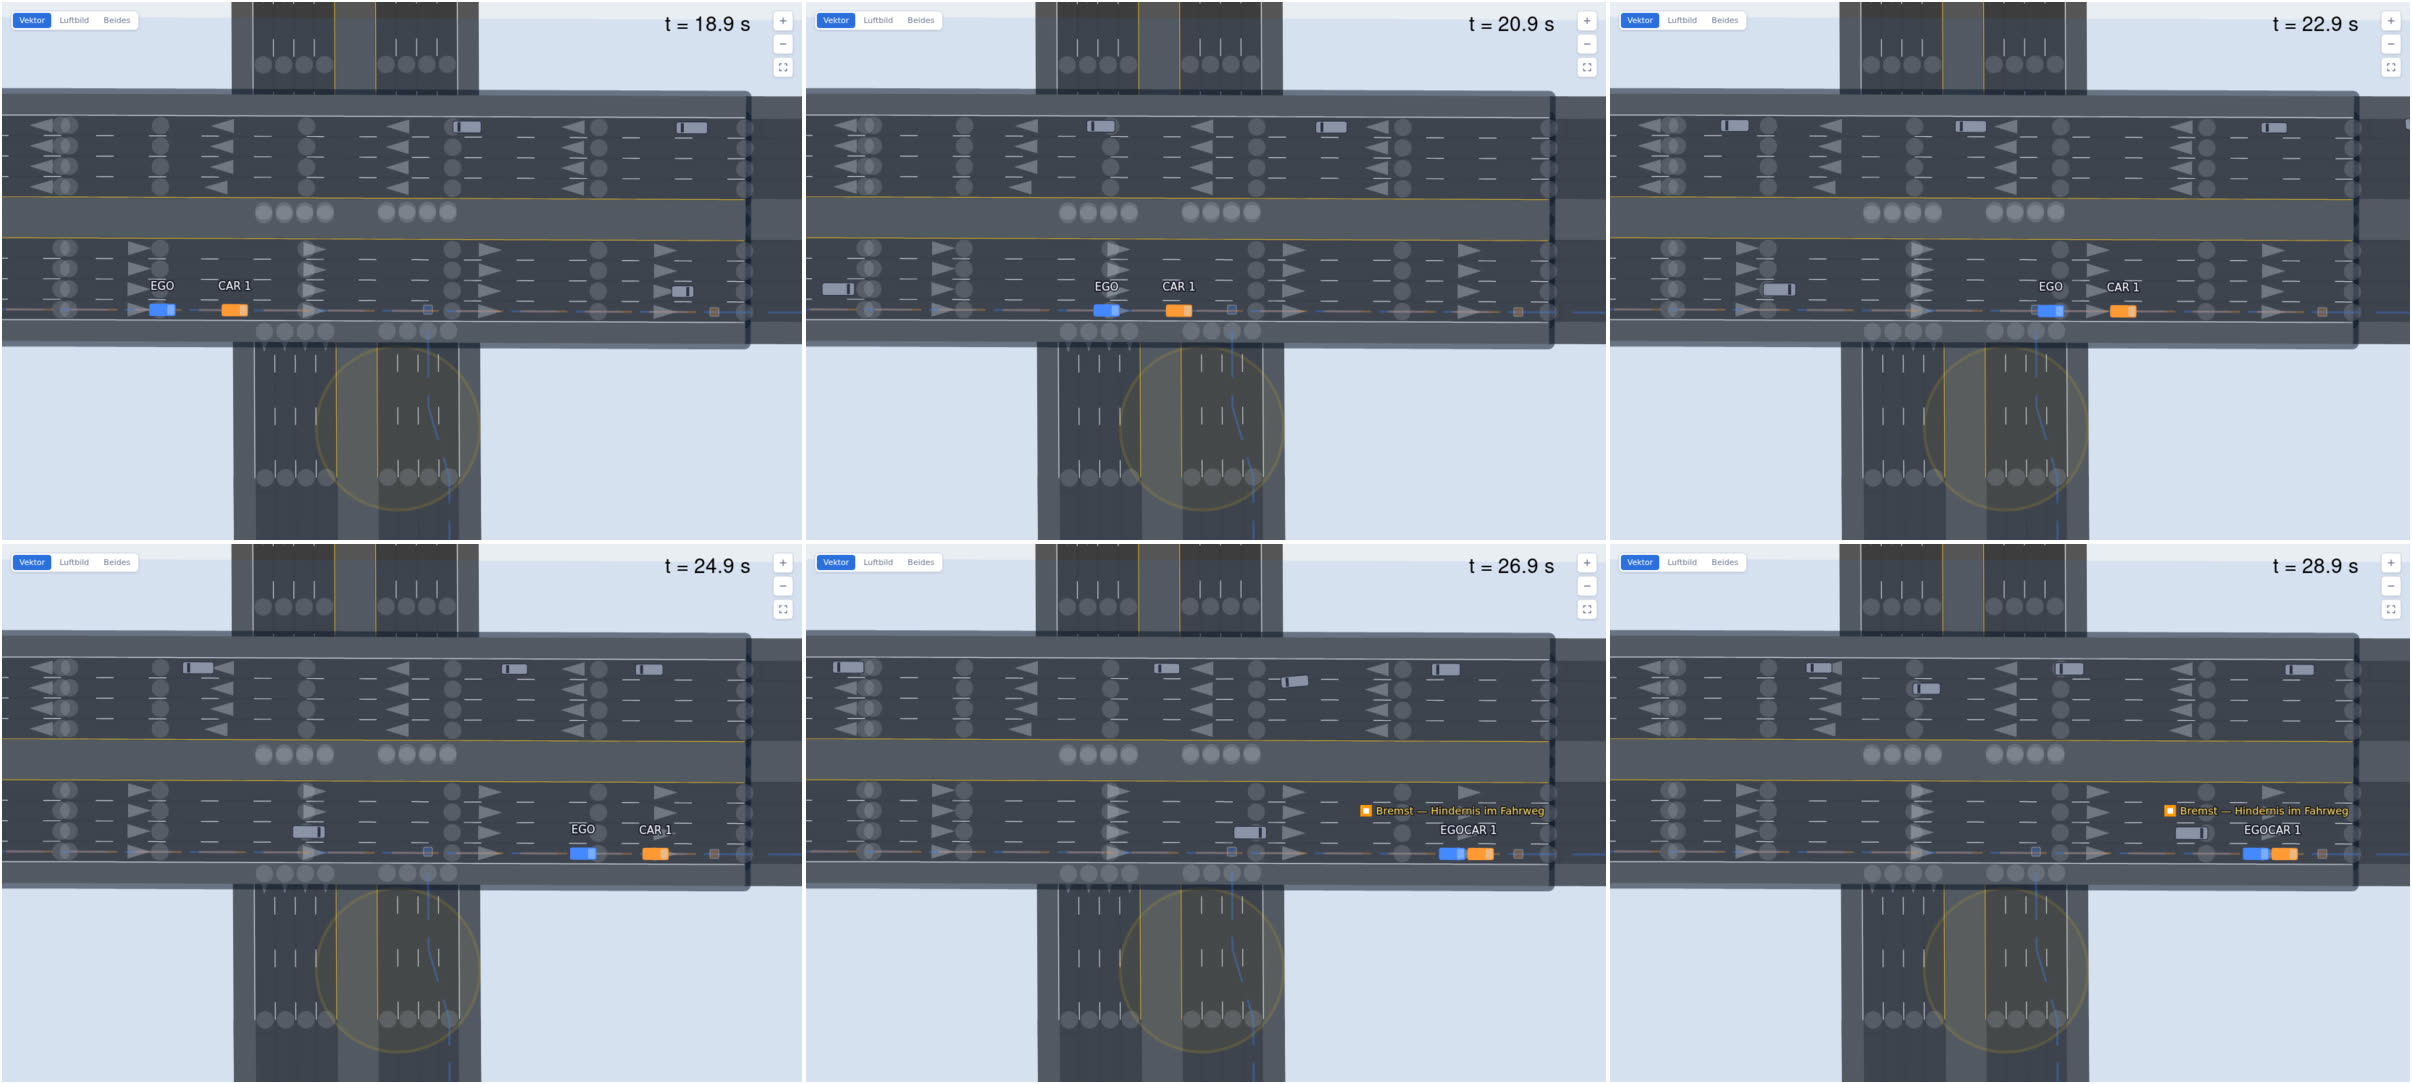 Vektor Luftbild Beides
t = 18.9 s
+
−
EGO CAR 1
Vektor Luftbild Beides
t = 20.9 s
+
−
EGO CAR 1
Vektor Luftbild Beides
t = 22.9 s
+
−
EGO CAR 1
Vektor Luftbild Beides
t = 24.9 s
+
−
EGO CAR 1
Vektor Luftbild Beides
t = 26.9 s
+
−
Bremst — Hindernis im Fahrweg
EGOCAR 1
Vektor Luftbild Beides
t = 28.9 s
+
−
Bremst — Hindernis im Fahrweg
EGOCAR 1